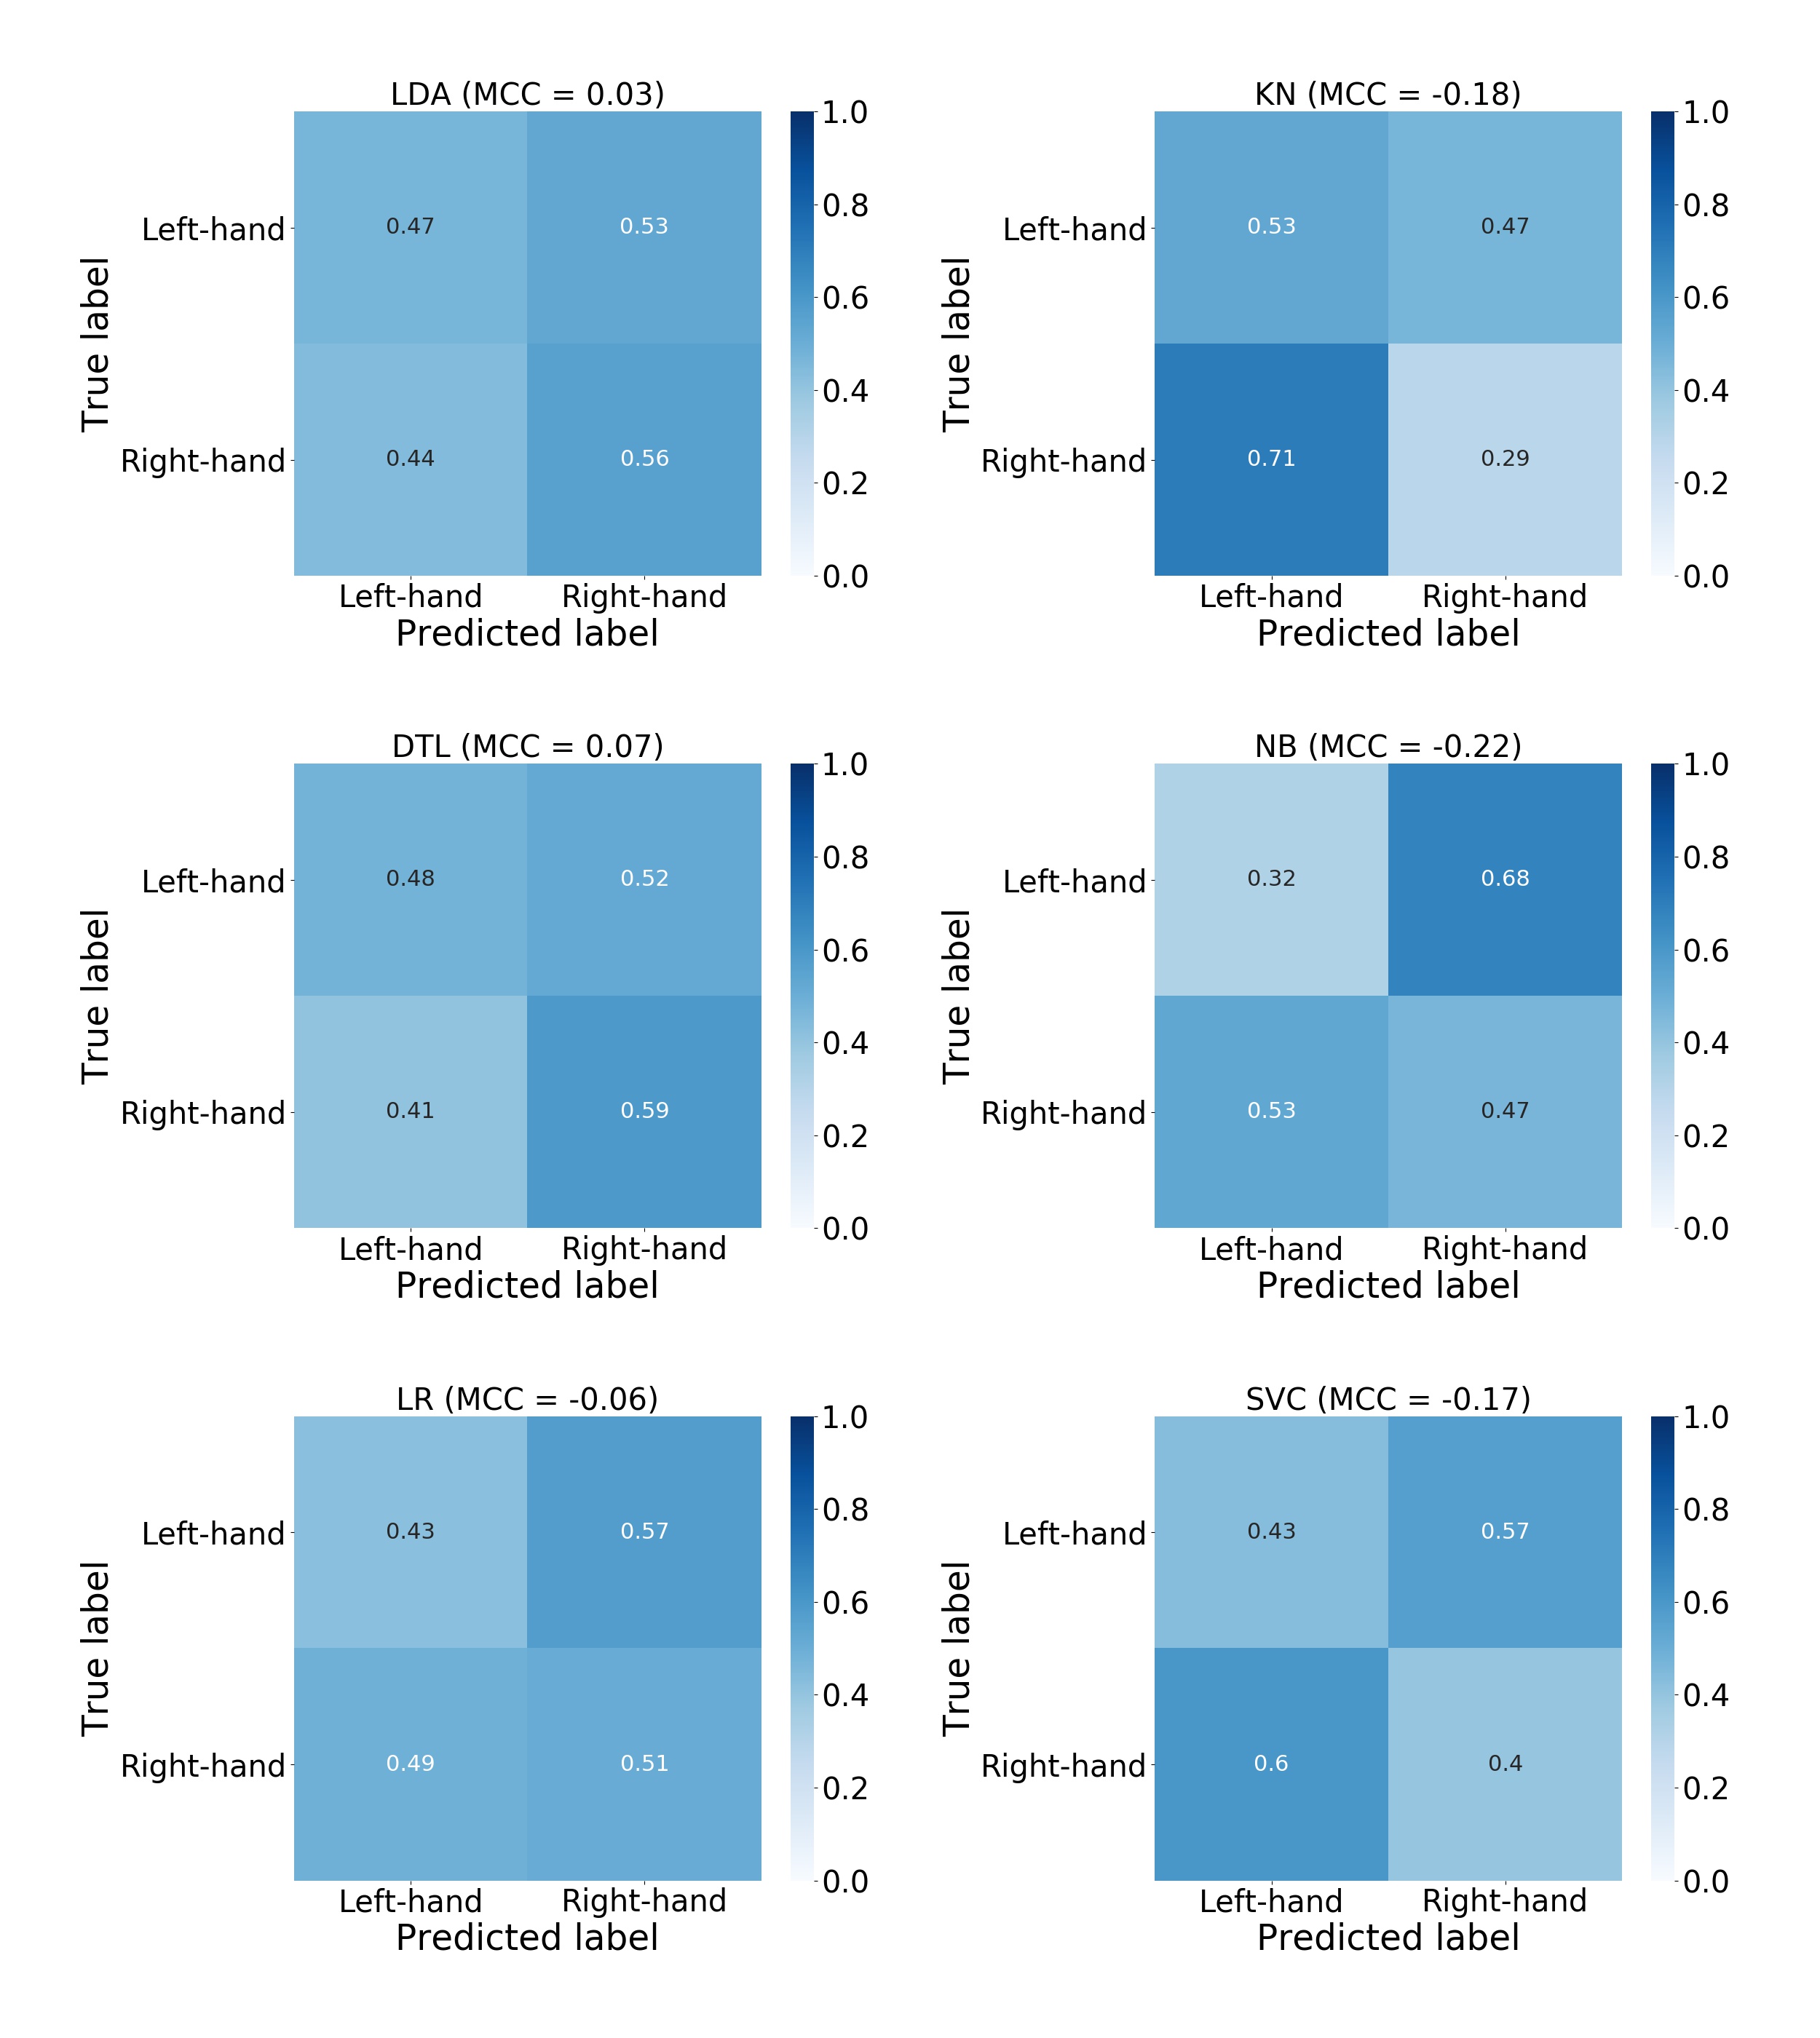 LDA (MCC = 0.03)
1.0
0.8
0.6
0.4
0.2
0.0
True label
Left-hand
0.47
0.53
Right-hand
0.44
0.56
Left-hand
Right-hand
Predicted label
KN (MCC = -0.18)
1.0
0.8
0.6
0.4
0.2
0.0
True label
Left-hand
0.53
0.47
Right-hand
0.71
0.29
Left-hand
Right-hand
Predicted label
DTL (MCC = 0.07)
1.0
0.8
0.6
0.4
0.2
0.0
True label
Left-hand
0.48
0.52
Right-hand
0.41
0.59
Left-hand
Right-hand
Predicted label
NB (MCC = -0.22)
1.0
0.8
0.6
0.4
0.2
0.0
True label
Left-hand
0.32
0.68
Right-hand
0.53
0.47
Left-hand
Right-hand
Predicted label
LR (MCC = -0.06)
1.0
0.8
0.6
0.4
0.2
0.0
True label
Left-hand
0.43
0.57
Right-hand
0.49
0.51
Left-hand
Right-hand
Predicted label
SVC (MCC = -0.17)
1.0
0.8
0.6
0.4
0.2
0.0
True label
Left-hand
0.43
0.57
Right-hand
0.6
0.4
Left-hand
Right-hand
Predicted label